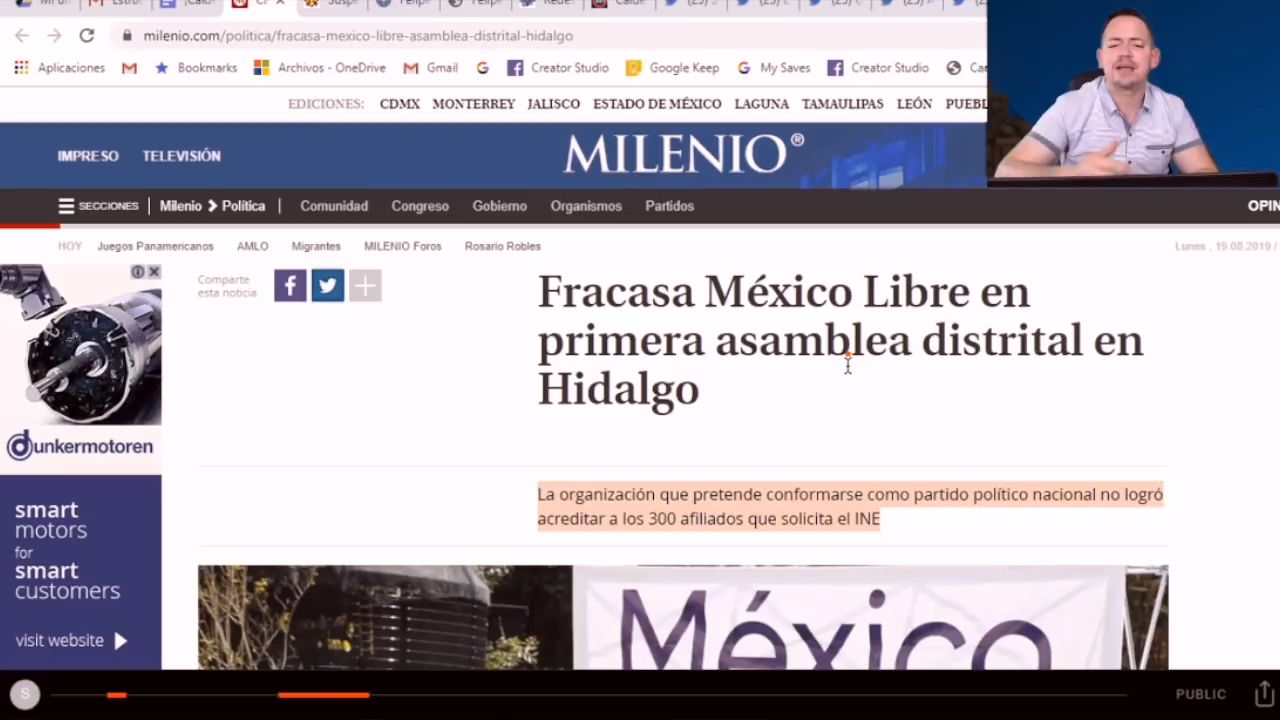 milenio.com/politica/fracasa-mexico-libre-asamblea-distrital-hidalgo
Aplicaciones Bookmarks Archivos - OneDrive Gmail Creator Studio Google Keep My Saves Creator Studio
EDICIONES: CDMX MONTERREY JALISCO ESTADO DE MÉXICO LAGUNA TAMAULIPAS LEÓN PUEBL
IMPRESO TELEVISIÓN MILENIO®
SECCIONES | Milenio > Política | Comunidad Congreso Gobierno Organismos Partidos OPIN
HOY Juegos Panamericanos AMLO Migrantes MILENIO Foros Rosario Robles Lunes , 19.08.2019 /
Comparte
esta noticia
Fracasa México Libre en
primera asamblea distrital en
Hidalgo
dunkermotoren
La organización que pretende conformarse como partido político nacional no logró
acreditar a los 300 afiliados que solicita el INE
smart
motors
for
smart
customers
visit website
México
S
PUBLIC